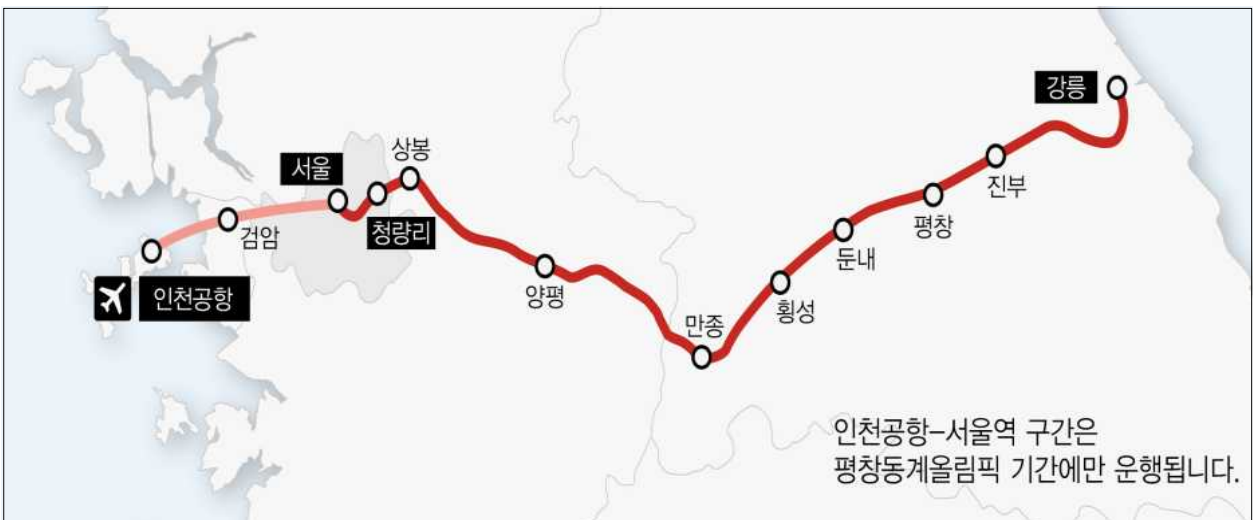 강릉
상봉
서울
진부
평창
청량리
검암
둔내
양평
인천공항
횡성
만종
인천공항–서울역 구간은
평창동계올림픽 기간에만 운행됩니다.